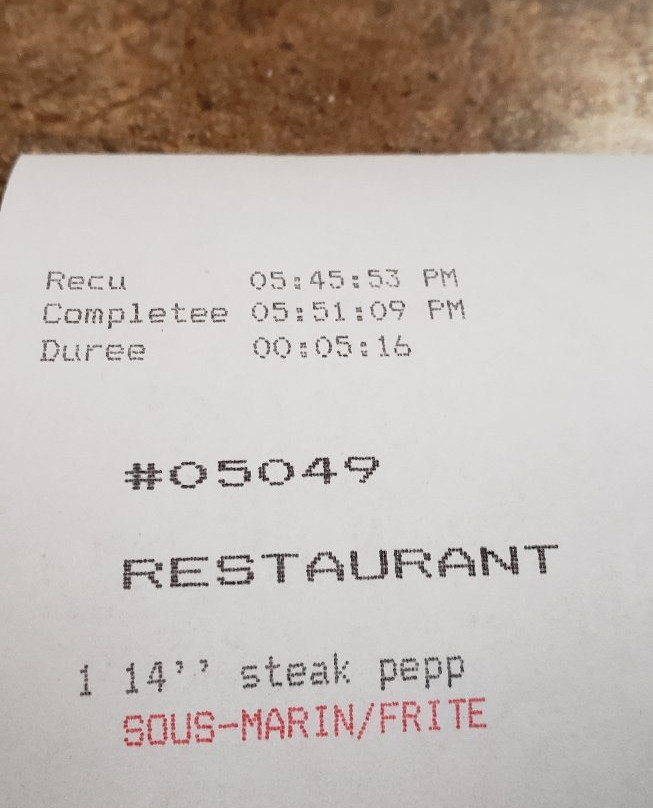 Recu 05:45:53 PM
Completee 05:51:09 PM
Duree 00:05:16
#05049
RESTAURANT
1 14’’ steak pepp
SOUS-MARIN/FRITE